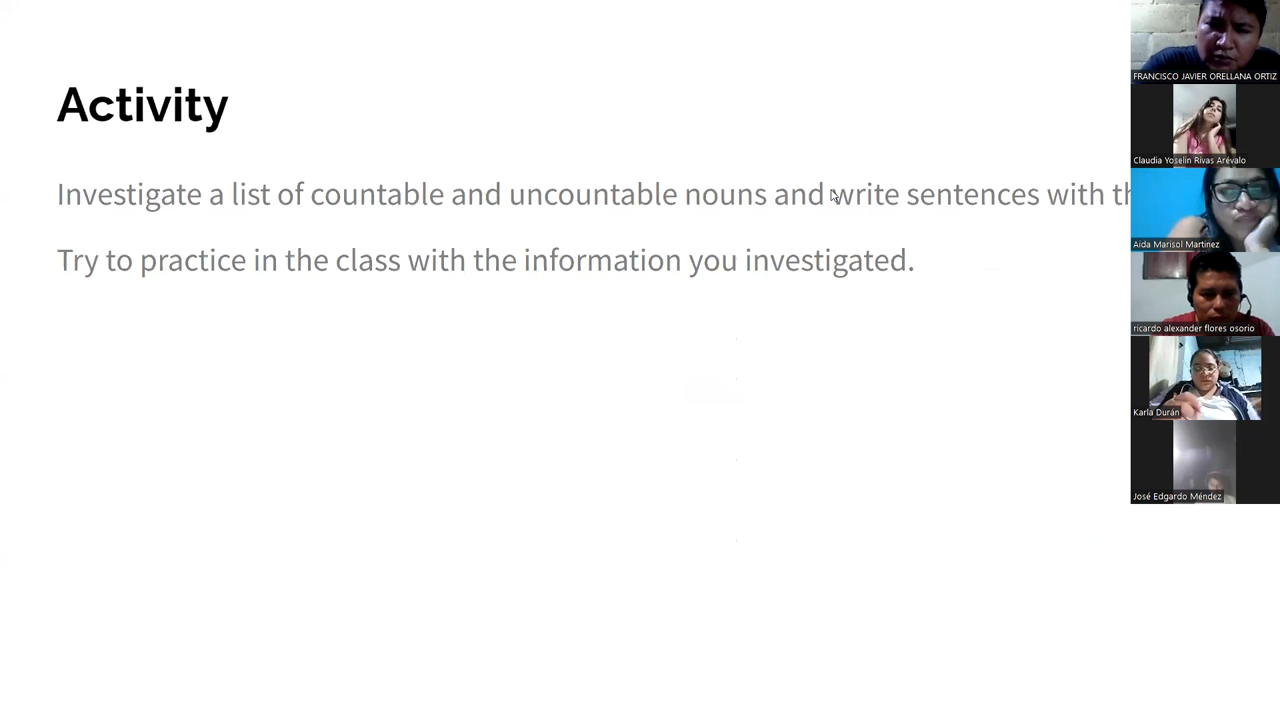 Activity
Investigate a list of countable and uncountable nouns and write sentences with
Try to practice in the class with the information you investigated.
FRANCISCO JAVIER ORELLANA ORTIZ
Claudia Yoselin Rivas Arévalo
Aida Marisol Martinez
ricardo alexander flores osorio
Karla Durán
José Edgardo Méndez